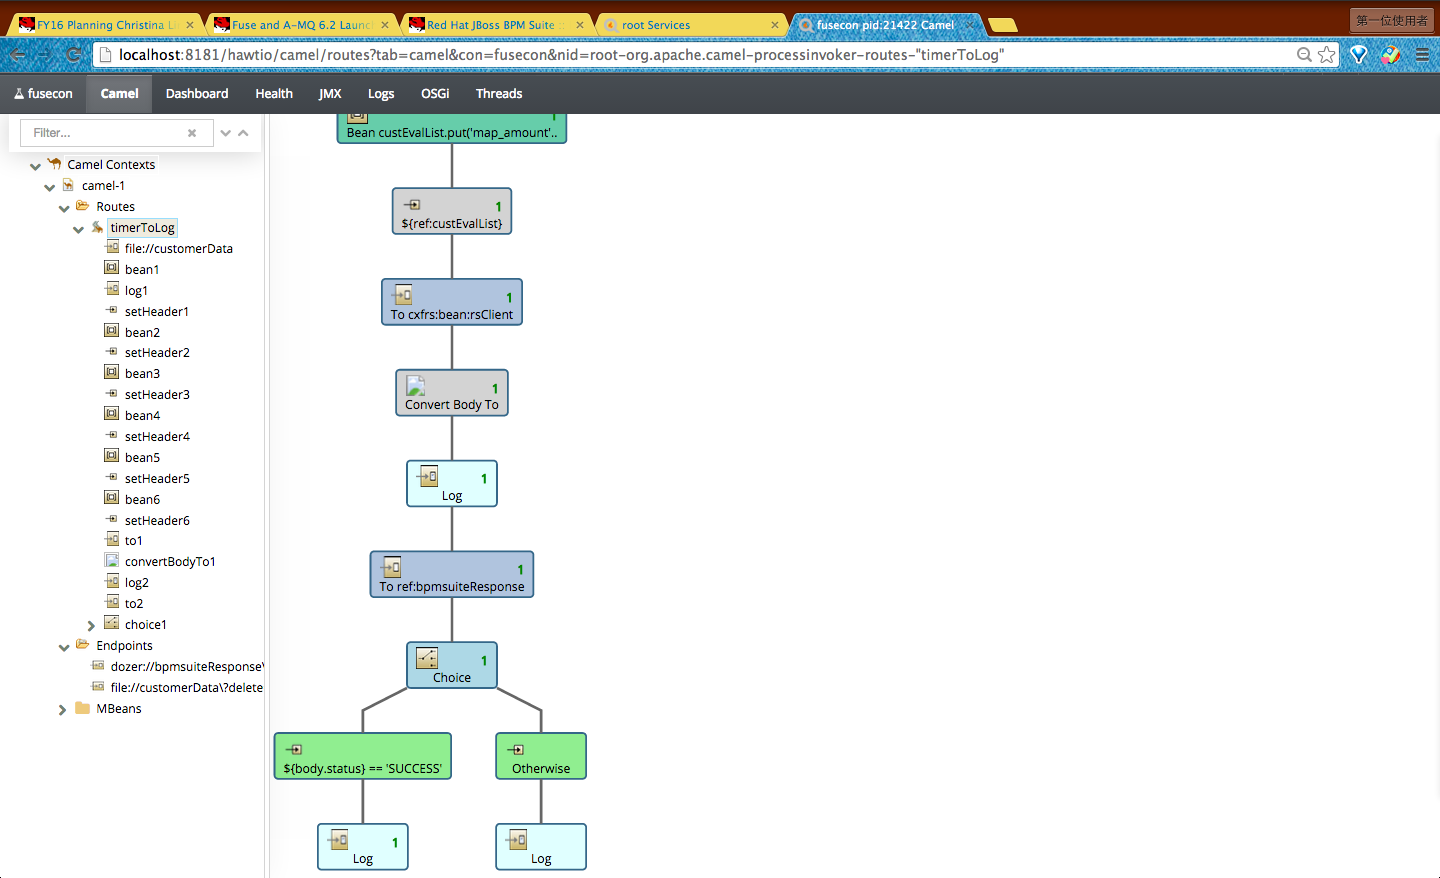 FY16 Planning Christina Li
Fuse and A-MQ 6.2 Launc
Red Hat JBoss BPM Suite :
root Services
fusecon pid:21422 Camel
第一位使用者
localhost:8181/hawtio/camel/routes?tab=camel&con=fusecon&nid=root-org.apache.camel-processinvoker-routes-"timerToLog"
fusecon
Camel
Dashboard
Health
JMX
Logs
OSGi
Threads
Filter...
Camel Contexts
camel-1
Routes
timerToLog
file://customerData
bean1
log1
setHeader1
bean2
setHeader2
bean3
setHeader3
bean4
setHeader4
bean5
setHeader5
bean6
setHeader6
to1
convertBodyTo1
log2
to2
choice1
Endpoints
dozer://bpmsuiteResponse\
file://customerData\?delete
MBeans
1
Bean custEvalList.put('map_amount'..
1
${ref:custEvalList}
1
To cxfrs:bean:rsClient
1
Convert Body To
1
Log
1
To ref:bpmsuiteResponse
1
Choice
${body.status} == 'SUCCESS'
Otherwise
1
Log
Log